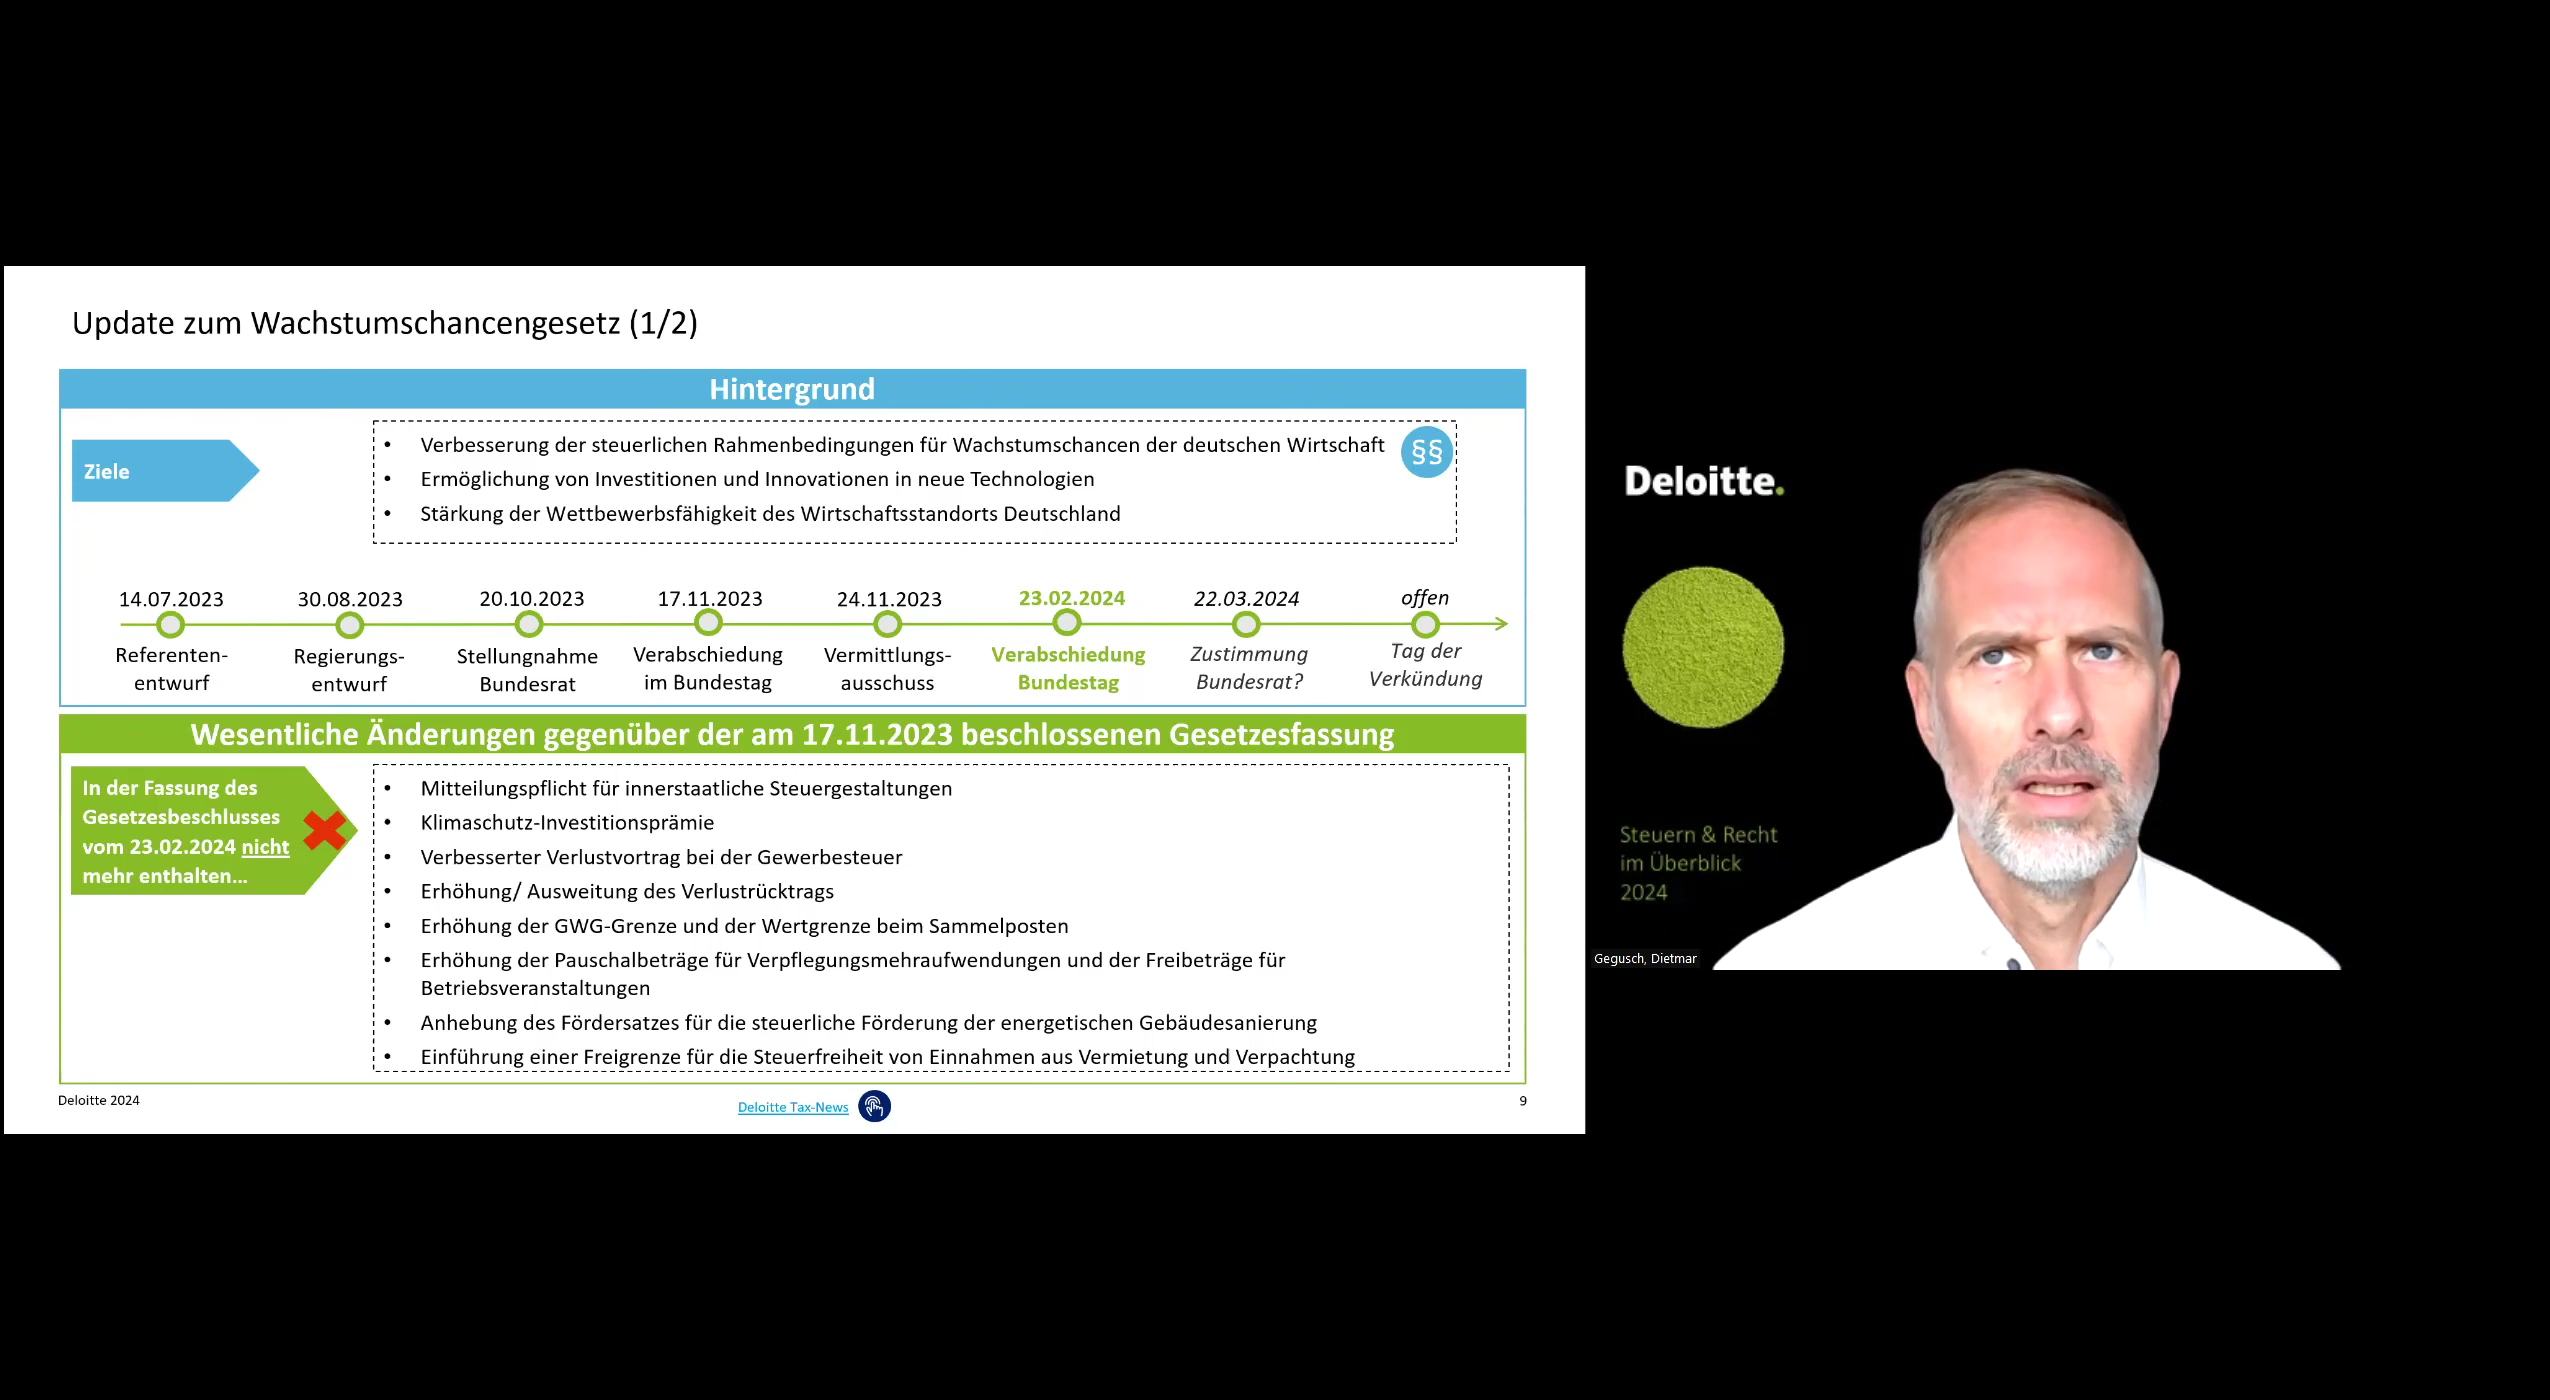 Update zum Wachstumschancengesetz (1/2)
Hintergrund
Ziele
• Verbesserung der steuerlichen Rahmenbedingungen für Wachstumschancen der deutschen Wirtschaft
§§
• Ermöglichung von Investitionen und Innovationen in neue Technologien
• Stärkung der Wettbewerbsfähigkeit des Wirtschaftsstandorts Deutschland
14.07.2023
Referenten-
entwurf
30.08.2023
Regierungs-
entwurf
20.10.2023
Stellungnahme
Bundesrat
17.11.2023
Verabschiedung
im Bundestag
24.11.2023
Vermittlungs-
ausschuss
23.02.2024
Verabschiedung
Bundestag
22.03.2024
Zustimmung
Bundesrat?
offen
Tag der
Verkündung
Wesentliche Änderungen gegenüber der am 17.11.2023 beschlossenen Gesetzesfassung
In der Fassung des
Gesetzesbeschlusses
vom 23.02.2024 nicht
mehr enthalten...
• Mitteilungspflicht für innerstaatliche Steuergestaltungen
• Klimaschutz-Investitionsprämie
• Verbesserter Verlustvortrag bei der Gewerbesteuer
• Erhöhung/ Ausweitung des Verlustrücktrags
• Erhöhung der GWG-Grenze und der Wertgrenze beim Sammelposten
• Erhöhung der Pauschalbeträge für Verpflegungsmehraufwendungen und der Freibeträge für
Betriebsveranstaltungen
• Anhebung des Fördersatzes für die steuerliche Förderung der energetischen Gebäudesanierung
• Einführung einer Freigrenze für die Steuerfreiheit von Einnahmen aus Vermietung und Verpachtung
Deloitte 2024
Deloitte Tax-News
9
Deloitte.
Steuern & Recht
im Überblick
2024
Gegusch, Dietmar